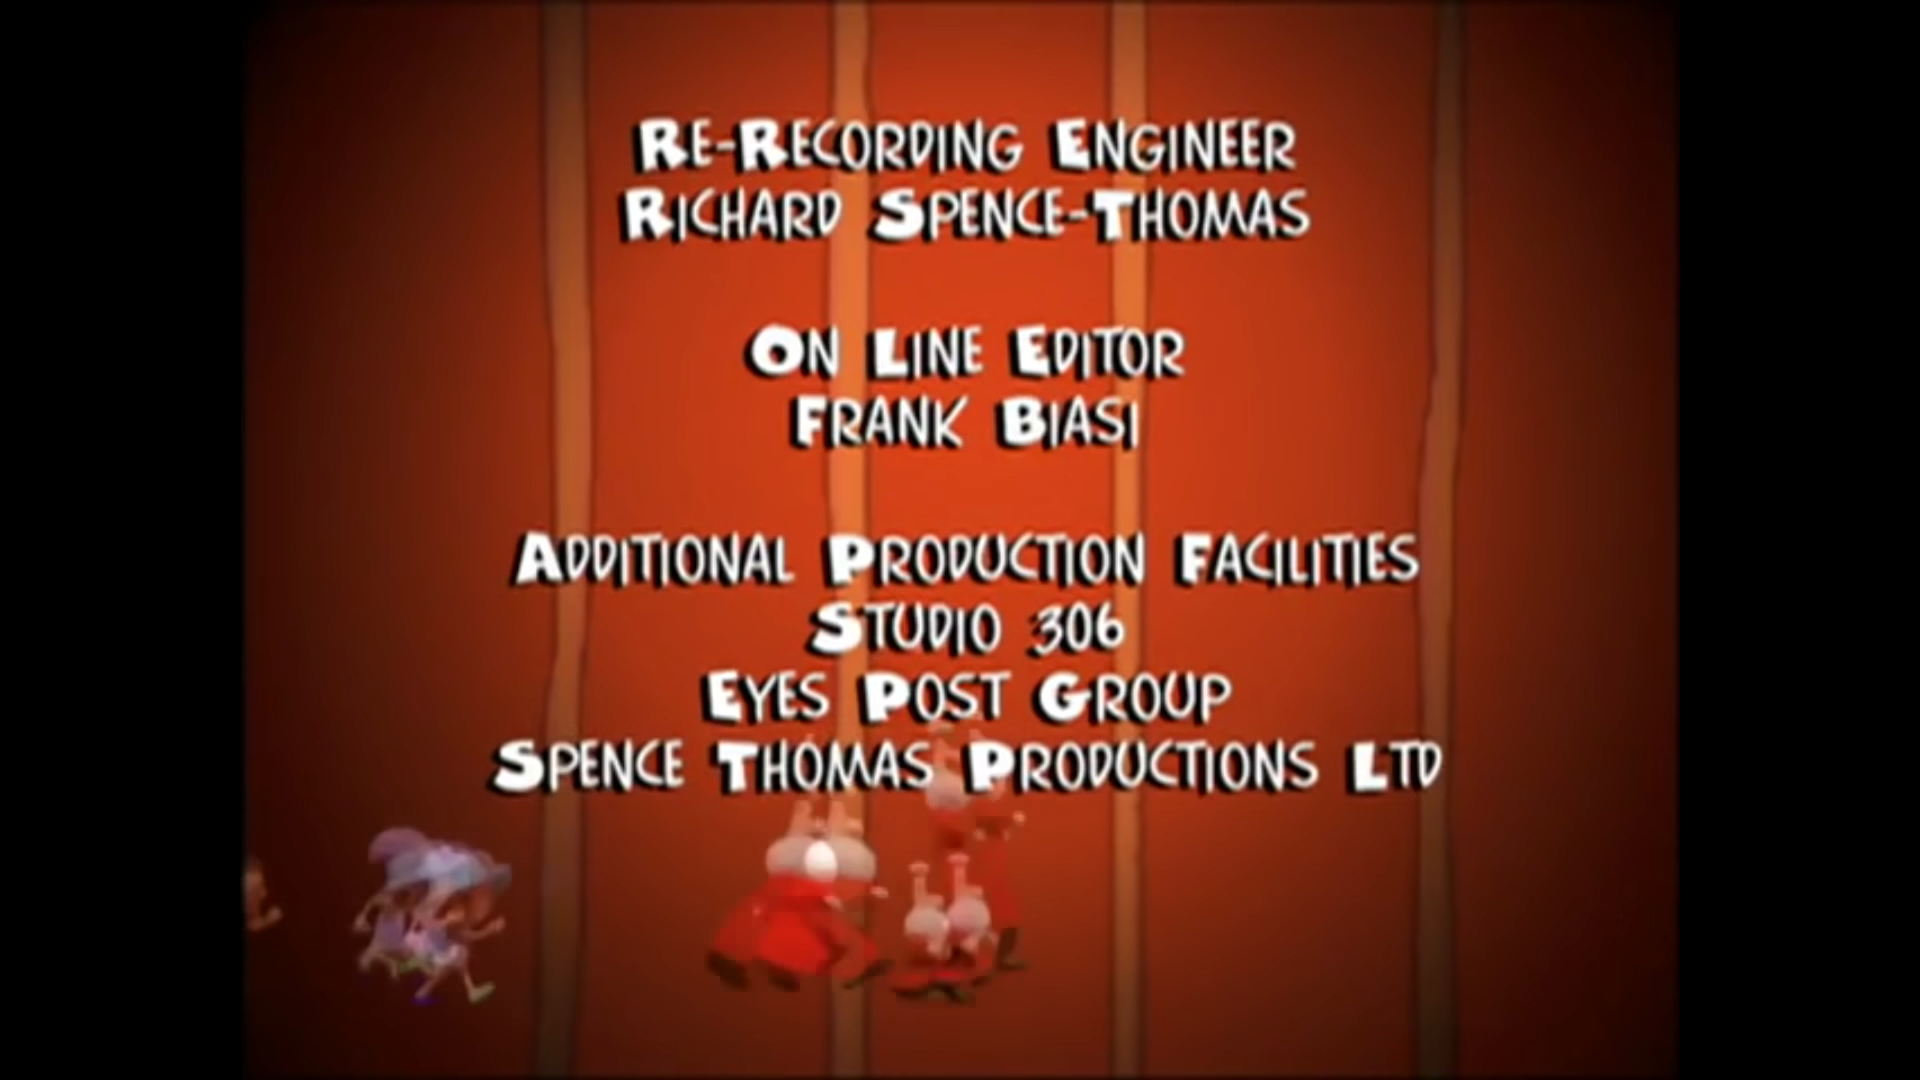 Re-Recording Engineer
Richard Spence-Thomas
On Line Editor
Frank Biasi
Additional Production Facilities
Studio 306
Eyes Post Group
Spence Thomas Productions Ltd